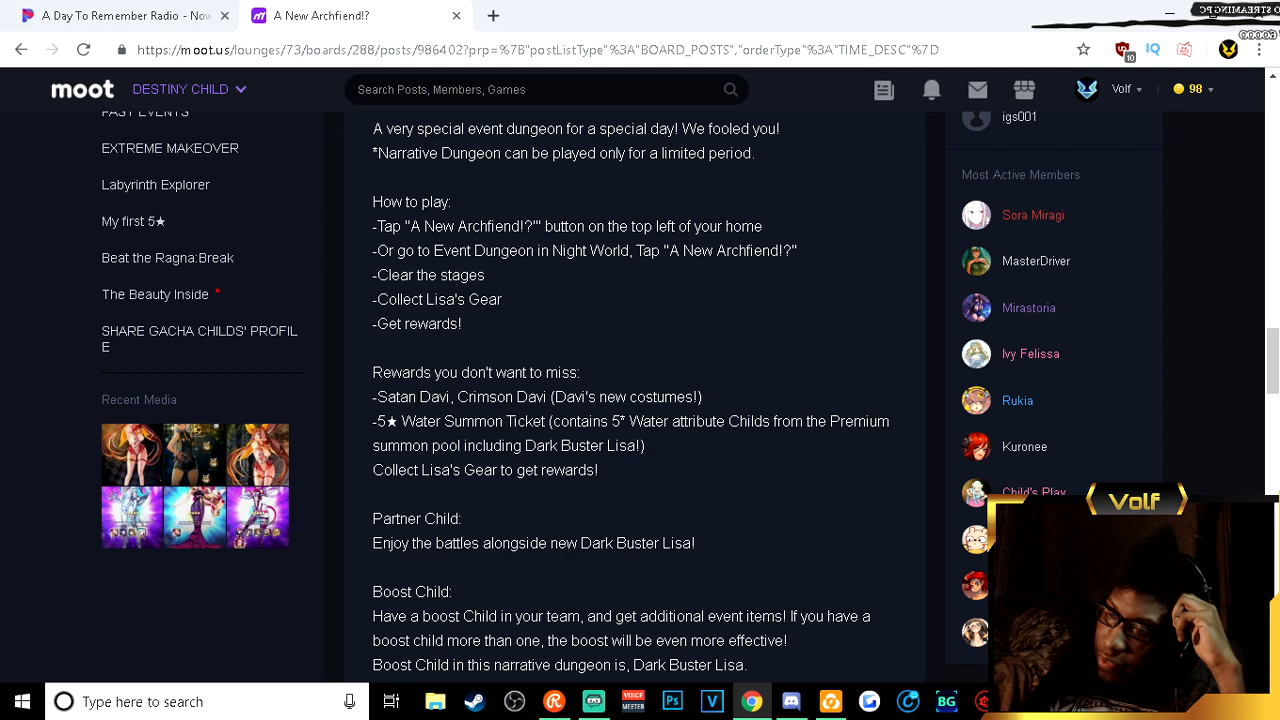 A Day To Remember Radio - Nov
A New Archfiend!?
STREAMINGPC
https://moot.us/lounges/73/boards/288/posts/986402?prp=%7B"postListType"%3A"BOARD_POSTS","orderType"%3A"TIME_DESC"%7D
10
IQ
moot
DESTINY CHILD
Search Posts, Members, Games
Volf
98
PAST EVENTS
EXTREME MAKEOVER
Labyrinth Explorer
My first 5★
Beat the Ragna:Break
The Beauty Inside
SHARE GACHA CHILDS' PROFIL
E
Recent Media
A very special event dungeon for a special day! We fooled you!
*Narrative Dungeon can be played only for a limited period.
How to play:
-Tap "A New Archfiend!?'" button on the top left of your home
-Or go to Event Dungeon in Night World, Tap "A New Archfiend!?"
-Clear the stages
-Collect Lisa's Gear
-Get rewards!
Rewards you don't want to miss:
-Satan Davi, Crimson Davi (Davi's new costumes!)
-5★ Water Summon Ticket (contains 5* Water attribute Childs from the Premium
summon pool including Dark Buster Lisa!)
Collect Lisa's Gear to get rewards!
Partner Child:
Enjoy the battles alongside new Dark Buster Lisa!
Boost Child:
Have a boost Child in your team, and get additional event items! If you have a
boost child more than one, the boost will be even more effective!
Boost Child in this narrative dungeon is, Dark Buster Lisa.
igs001
Most Active Members
Sora Miragi
MasterDriver
Mirastoria
Ivy Felissa
Rukia
Kuronee
Child's Play
Volf
Type here to search
VOICE
MEETER
Ps
V
BG